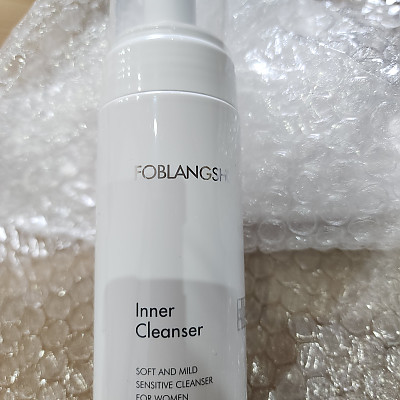 FOBLANGSH
Inner
Cleanser
SOFT AND MILD
SENSITIVE CLEANSER
FOR WOMEN